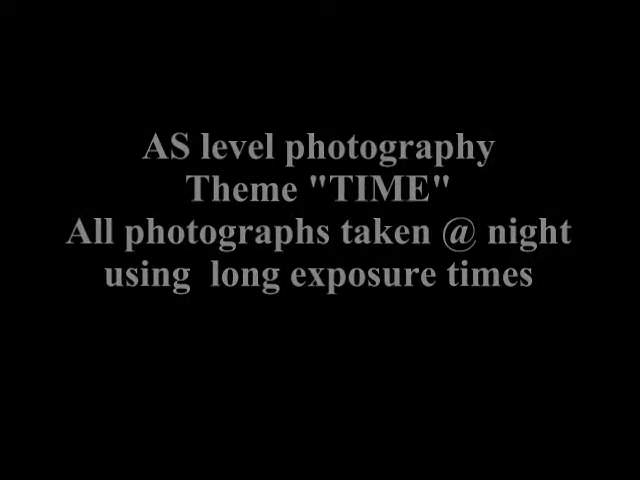 AS level photography
Theme "TIME"
All photographs taken @ night
using  long exposure times